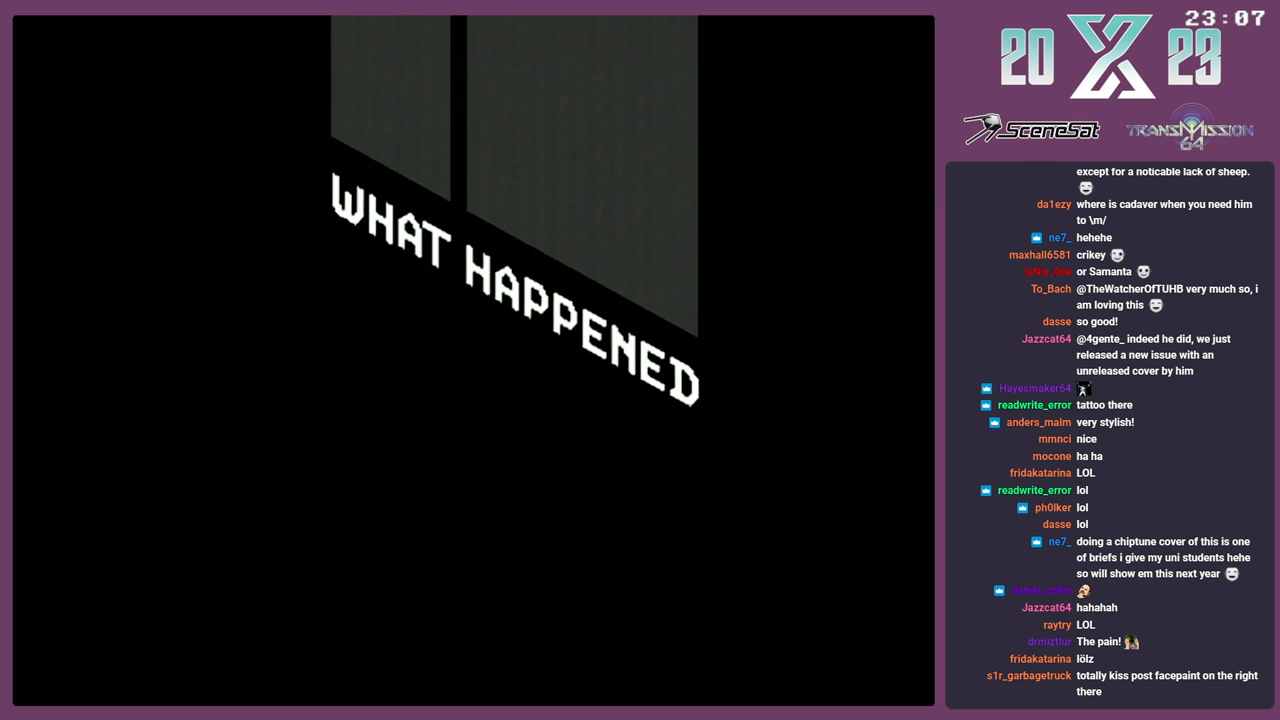 WHAT HAPPENED
23:07
20 X 23
SceneSat
TRANSMISSION
64
except for a noticable lack of sheep.
da1ezy where is cadaver when you need him
to \m/
ne7_ hehehe
maxhall6581 crikey
luNix_0ne or Samanta
To_Bach @TheWatcherOfTUHB very much so, i
am loving this
dasse so good!
Jazzcat64 @4gente_ indeed he did, we just
released a new issue with an
unreleased cover by him
Hayesmaker64
readwrite_error tattoo there
anders_malm very stylish!
mmnci nice
mocone ha ha
fridakatarina LOL
readwrite_error lol
ph0lker lol
dasse lol
ne7_ doing a chiptune cover of this is one
of briefs i give my uni students hehe
so will show em this next year
Jazzcat64 hahahah
raytry LOL
drmiztlur The pain!
fridakatarina lölz
s1r_garbagetruck totally kiss post facepaint on the right
there